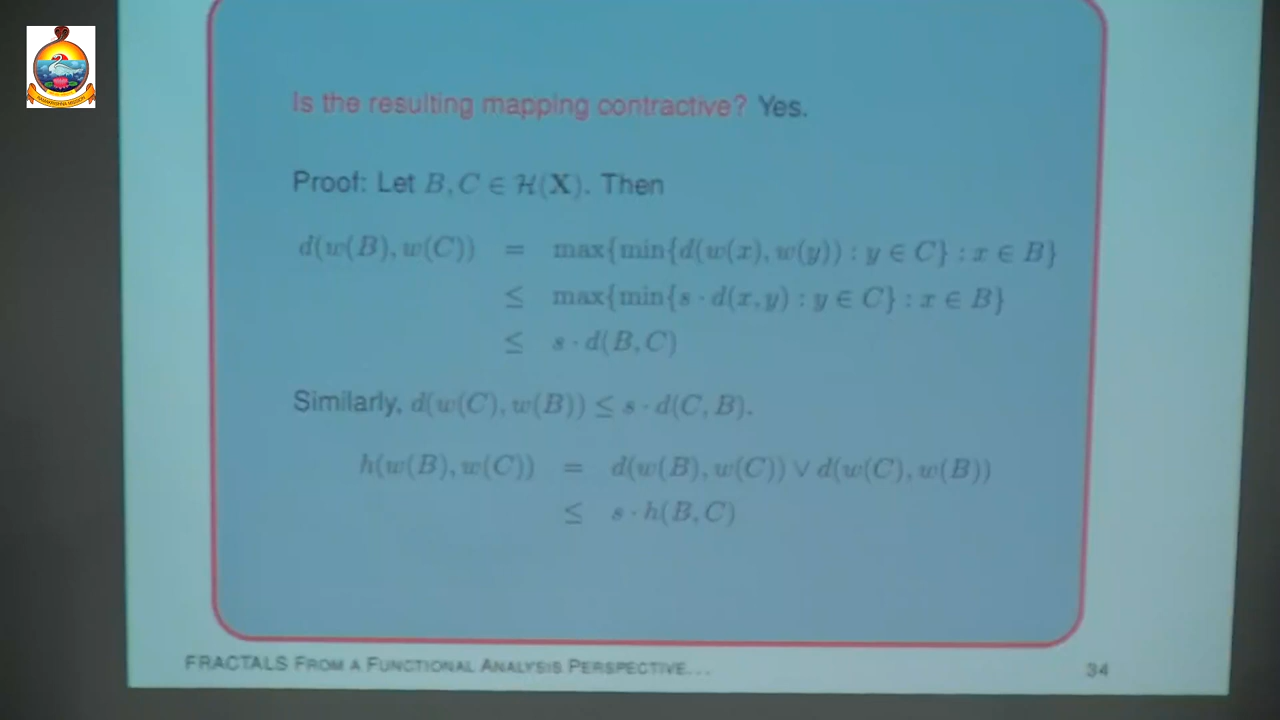 Is the resulting mapping contractive? Yes.
Proof: Let B, C ∈ H(X). Then
d(w(B), w(C)) = max{min{d(w(x), w(y)) : y ∈ C} : x ∈ B}
≤ max{min{s · d(x, y) : y ∈ C} : x ∈ B}
≤ s · d(B, C)
Similarly, d(w(C), w(B)) ≤ s · d(C, B).
h(w(B), w(C)) = d(w(B), w(C)) ∨ d(w(C), w(B))
≤ s · h(B, C)
FRACTALS FROM A FUNCTIONAL ANALYSIS PERSPECTIVE... 34